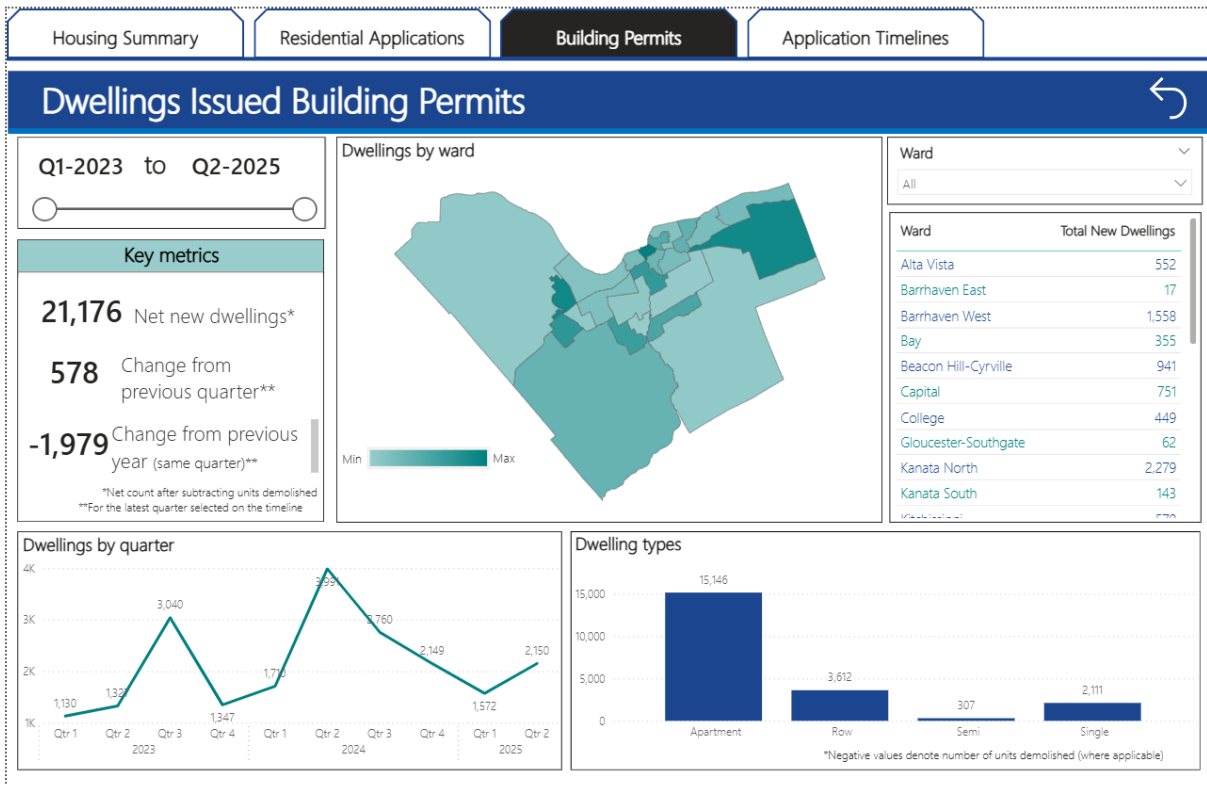 Housing Summary
Residential Applications
Building Permits
Application Timelines
Dwellings Issued Building Permits
Q1-2023 to Q2-2025
Key metrics
21,176 Net new dwellings*
578 Change from
previous quarter**
-1,979 Change from previous
year (same quarter)**
*Net count after subtracting units demolished
**For the latest quarter selected on the timeline
Dwellings by ward
Min Max
Ward
All
Ward Total New Dwellings
Alta Vista 552
Barrhaven East 17
Barrhaven West 1,558
Bay 355
Beacon Hill-Cyrville 941
Capital 751
College 449
Gloucester-Southgate 62
Kanata North 2,279
Kanata South 143
Dwellings by quarter
4K
3K
2K
1K
1,130
1,327
3,040
1,347
1,710
3,991
2,760
2,149
1,572
2,150
Qtr 1 Qtr 2 Qtr 3 Qtr 4 Qtr 1 Qtr 2 Qtr 3 Qtr 4 Qtr 1 Qtr 2
2023 2024 2025
Dwelling types
15,000
10,000
5,000
0
15,146
3,612
307
2,111
Apartment Row Semi Single
*Negative values denote number of units demolished (where applicable)